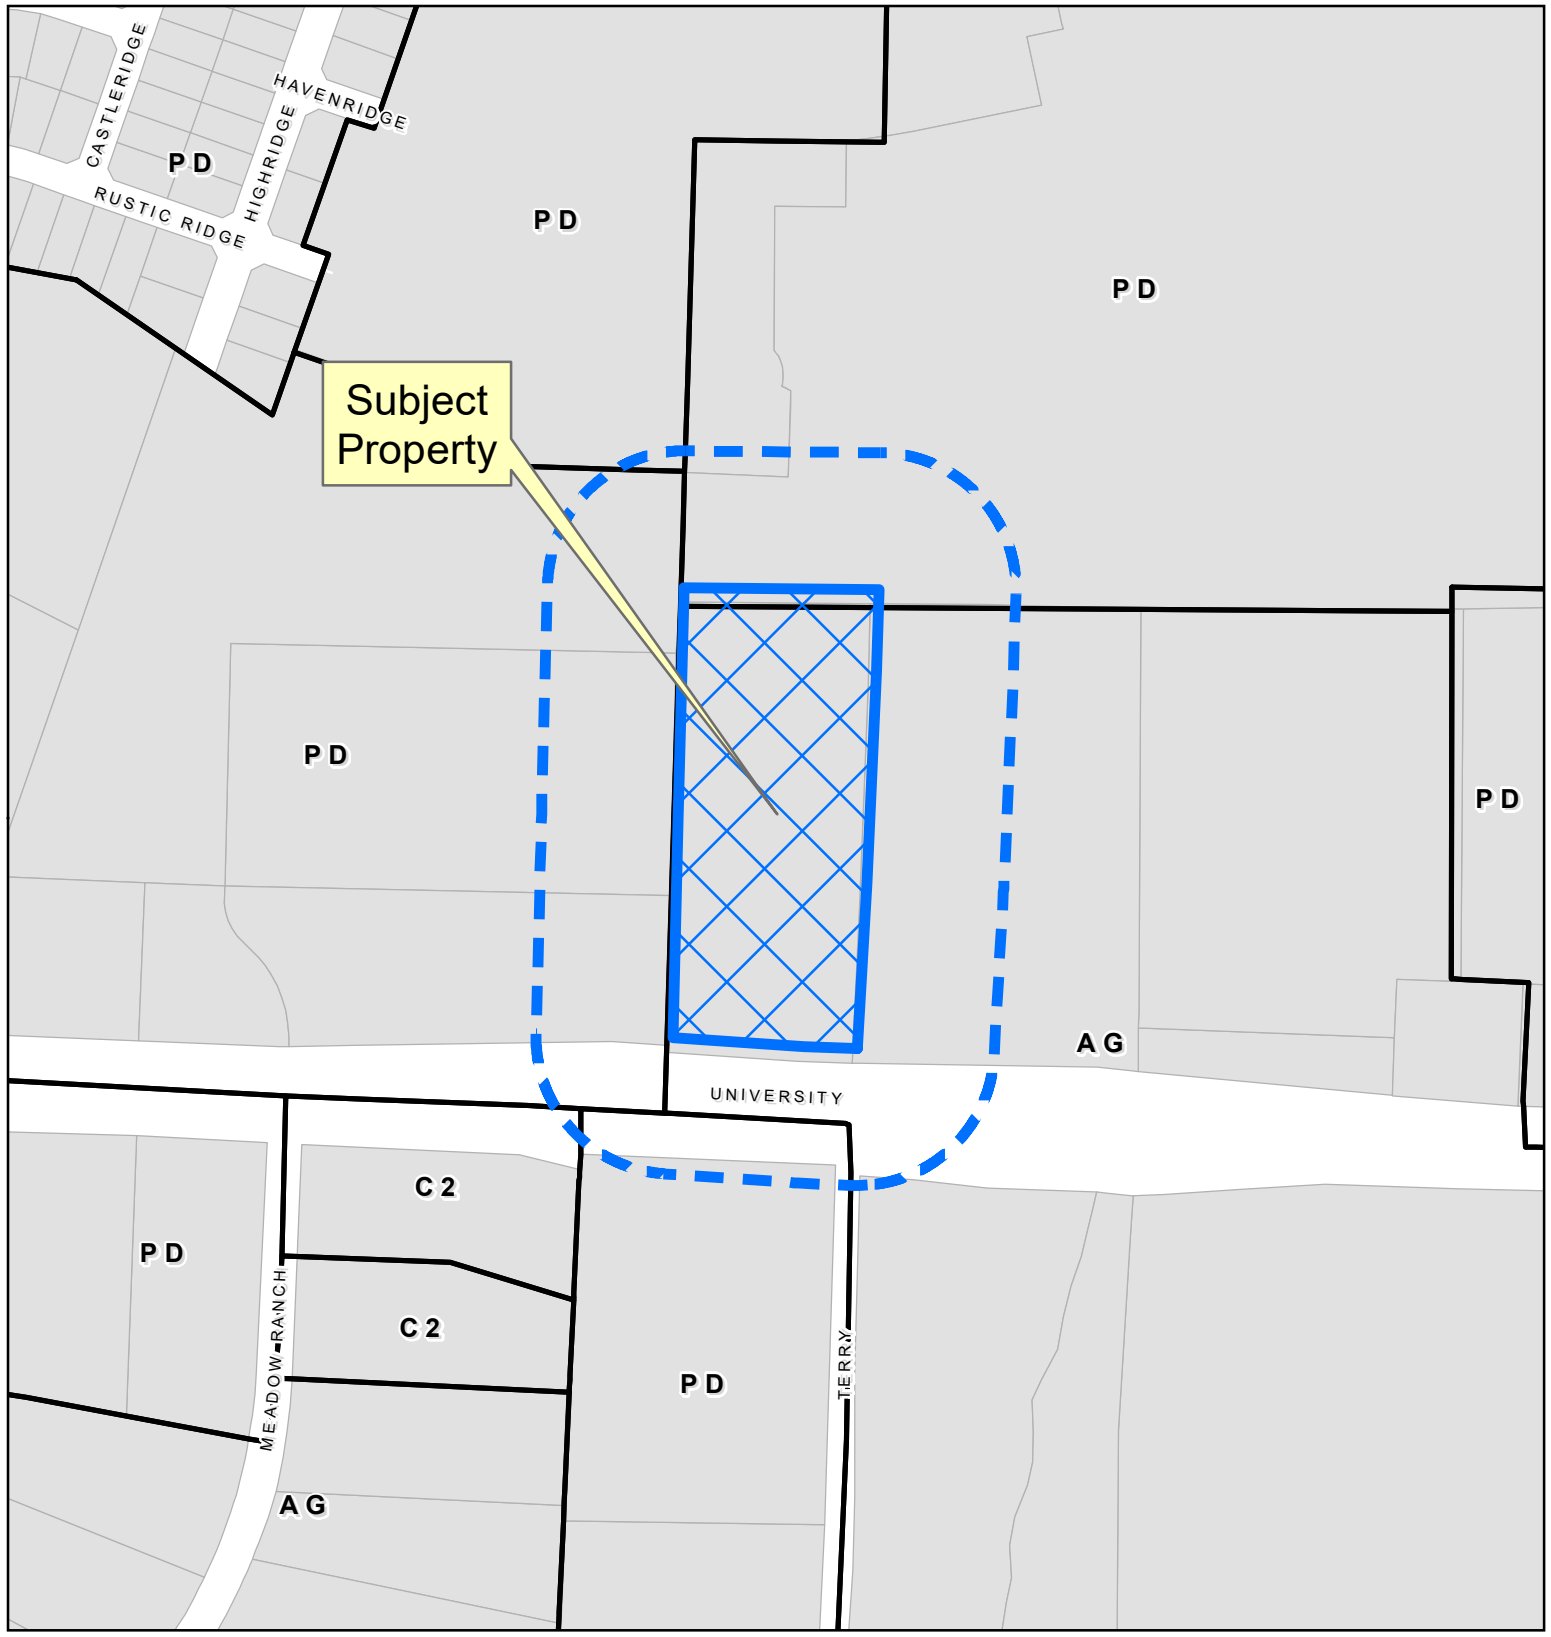 CASTLERIDGE
HAVENRIDGE
HIGHRIDGE
PD
RUSTIC RIDGE
PD
PD
Subject
Property
PD
PD
AG
UNIVERSITY
C2
PD
MEADOW RANCH
C2
TERRY
PD
AG